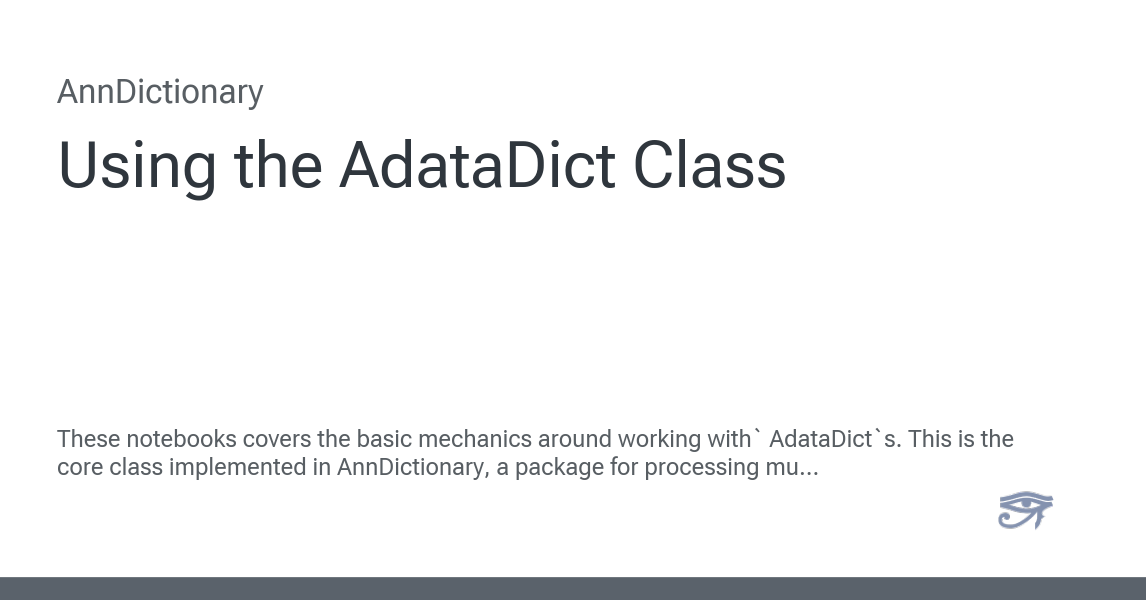 AnnDictionary
Using the AdataDict Class
These notebooks covers the basic mechanics around working with` AdataDict`s. This is the
core class implemented in AnnDictionary, a package for processing mu...